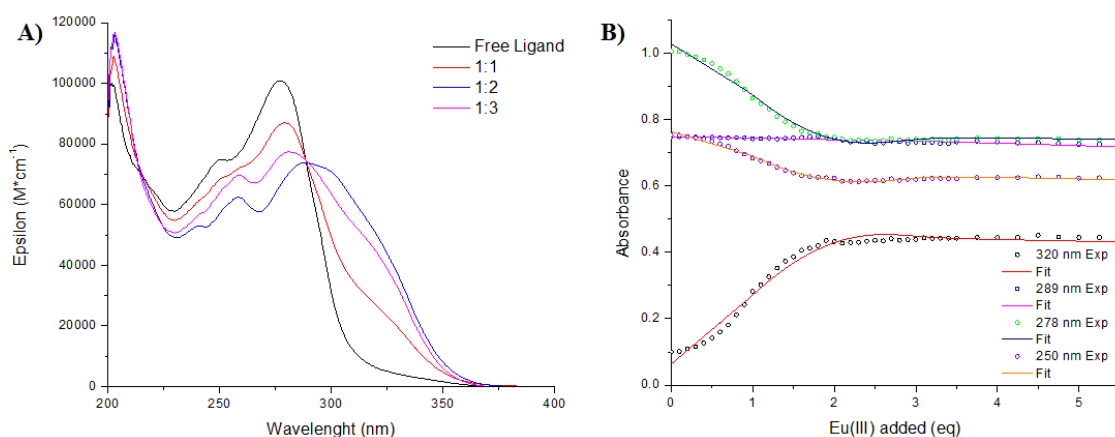 A)
Epsilon (M*cm⁻¹)
120000
100000
80000
60000
40000
20000
0
200
250
300
350
400
Wavelenght (nm)
Free Ligand
1:1
1:2
1:3
B)
Absorbance
1.0
0.8
0.6
0.4
0.2
0.0
0
1
2
3
4
5
Eu(III) added (eq)
320 nm Exp
Fit
289 nm Exp
Fit
278 nm Exp
Fit
250 nm Exp
Fit